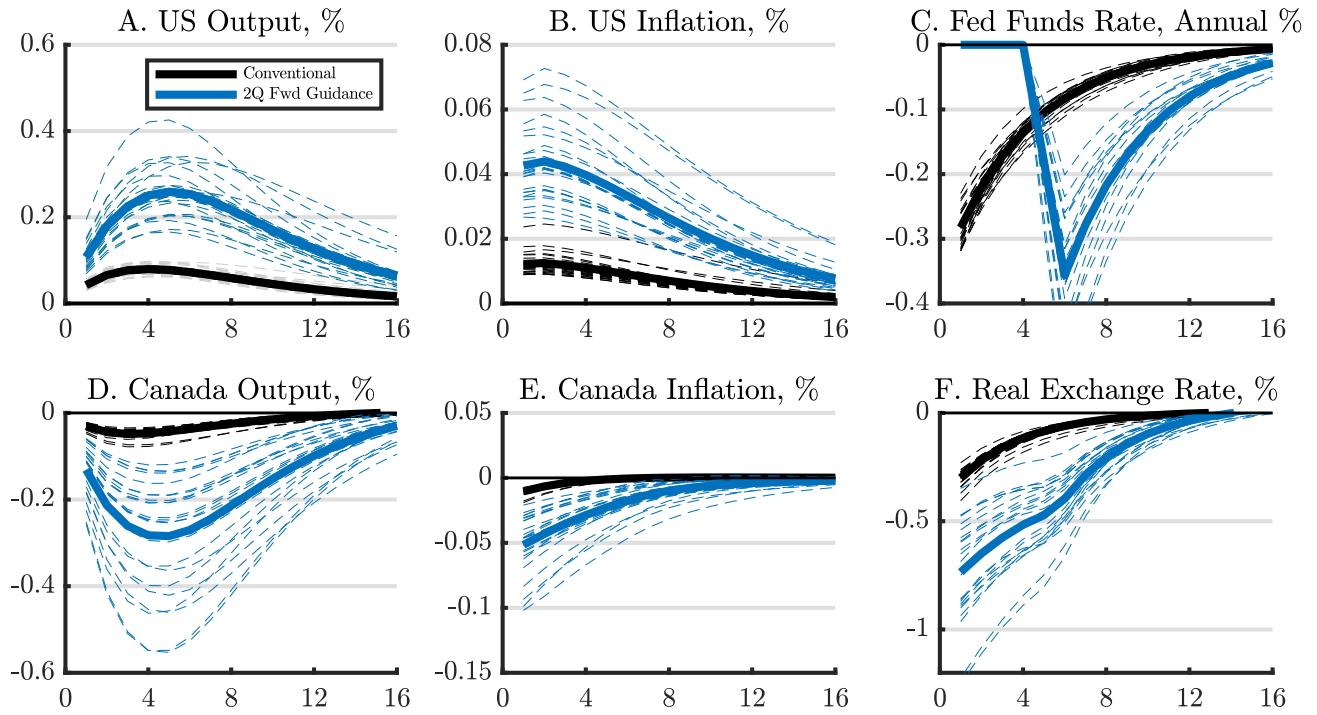 A. US Output, %
0.6
0.4
0.2
0
0 4 8 12 16
Conventional
2Q Fwd Guidance
B. US Inflation, %
0.08
0.06
0.04
0.02
0
0 4 8 12 16
C. Fed Funds Rate, Annual %
0
-0.1
-0.2
-0.3
-0.4
0 4 8 12 16
D. Canada Output, %
0
-0.2
-0.4
-0.6
0 4 8 12 16
E. Canada Inflation, %
0.05
0
-0.05
-0.1
-0.15
0 4 8 12 16
F. Real Exchange Rate, %
0
-0.5
-1
0 4 8 12 16